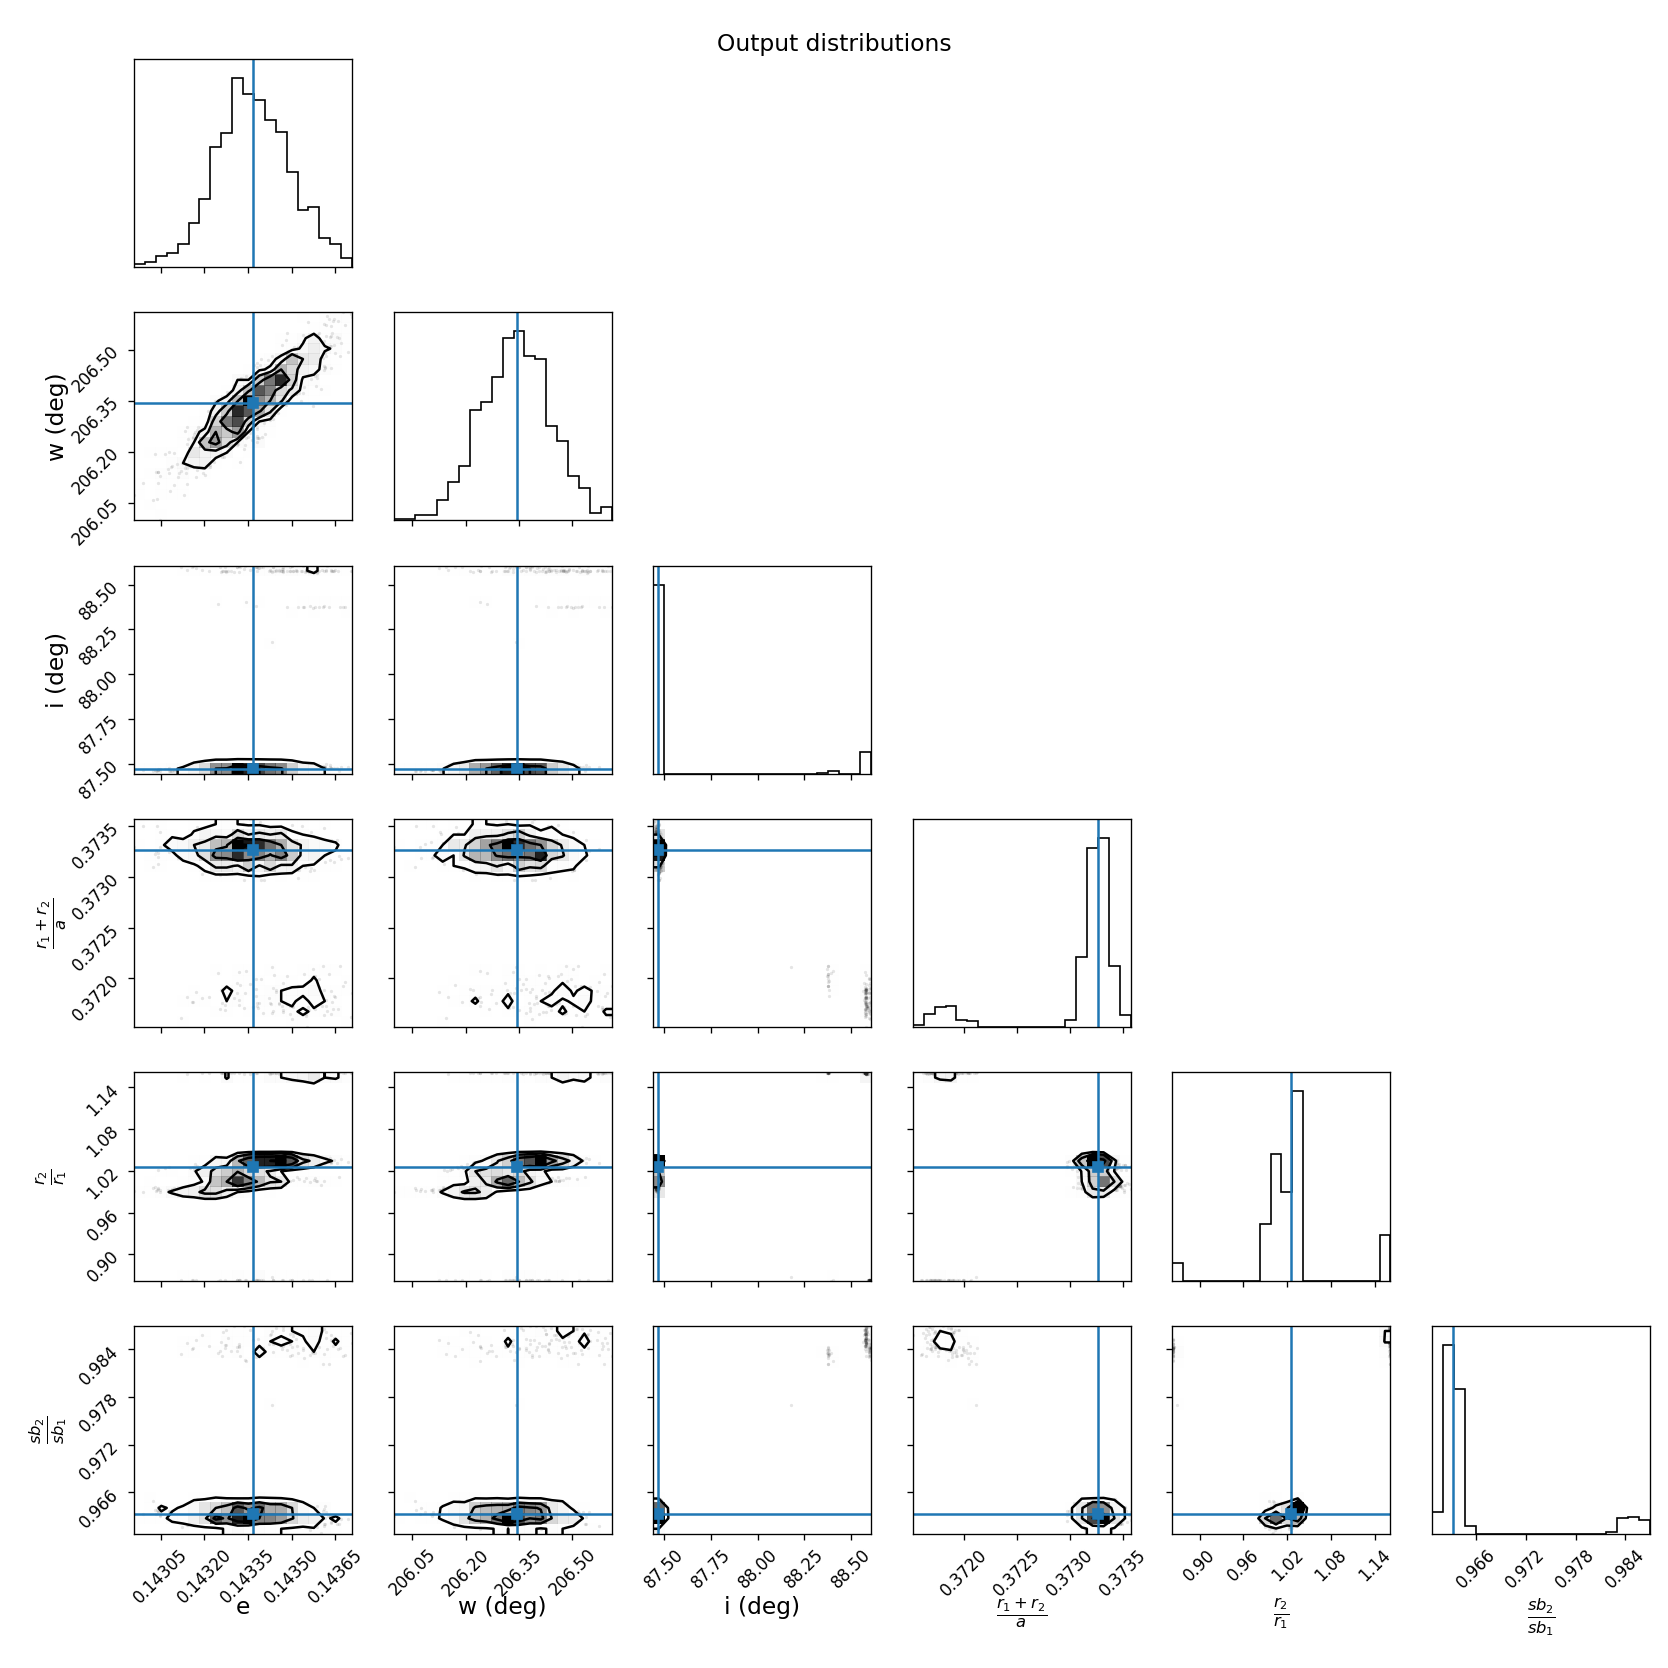 Output distributions
w (deg)
206.50
206.35
206.20
206.05
i (deg)
88.50
88.25
88.00
87.75
87.50
r₁ + r₂
a
0.3735
0.3730
0.3725
0.3720
r₂
r₁
1.14
1.08
1.02
0.96
0.90
sb₂
sb₁
0.984
0.978
0.972
0.966
0.14305 0.14320 0.14335 0.14350 0.14365
e
206.05 206.20 206.35 206.50
w (deg)
87.50 87.75 88.00 88.25 88.50
i (deg)
0.3720 0.3725 0.3730 0.3735
r₁ + r₂
a
0.90 0.96 1.02 1.08 1.14
r₂
r₁
0.966 0.972 0.978 0.984
sb₂
sb₁